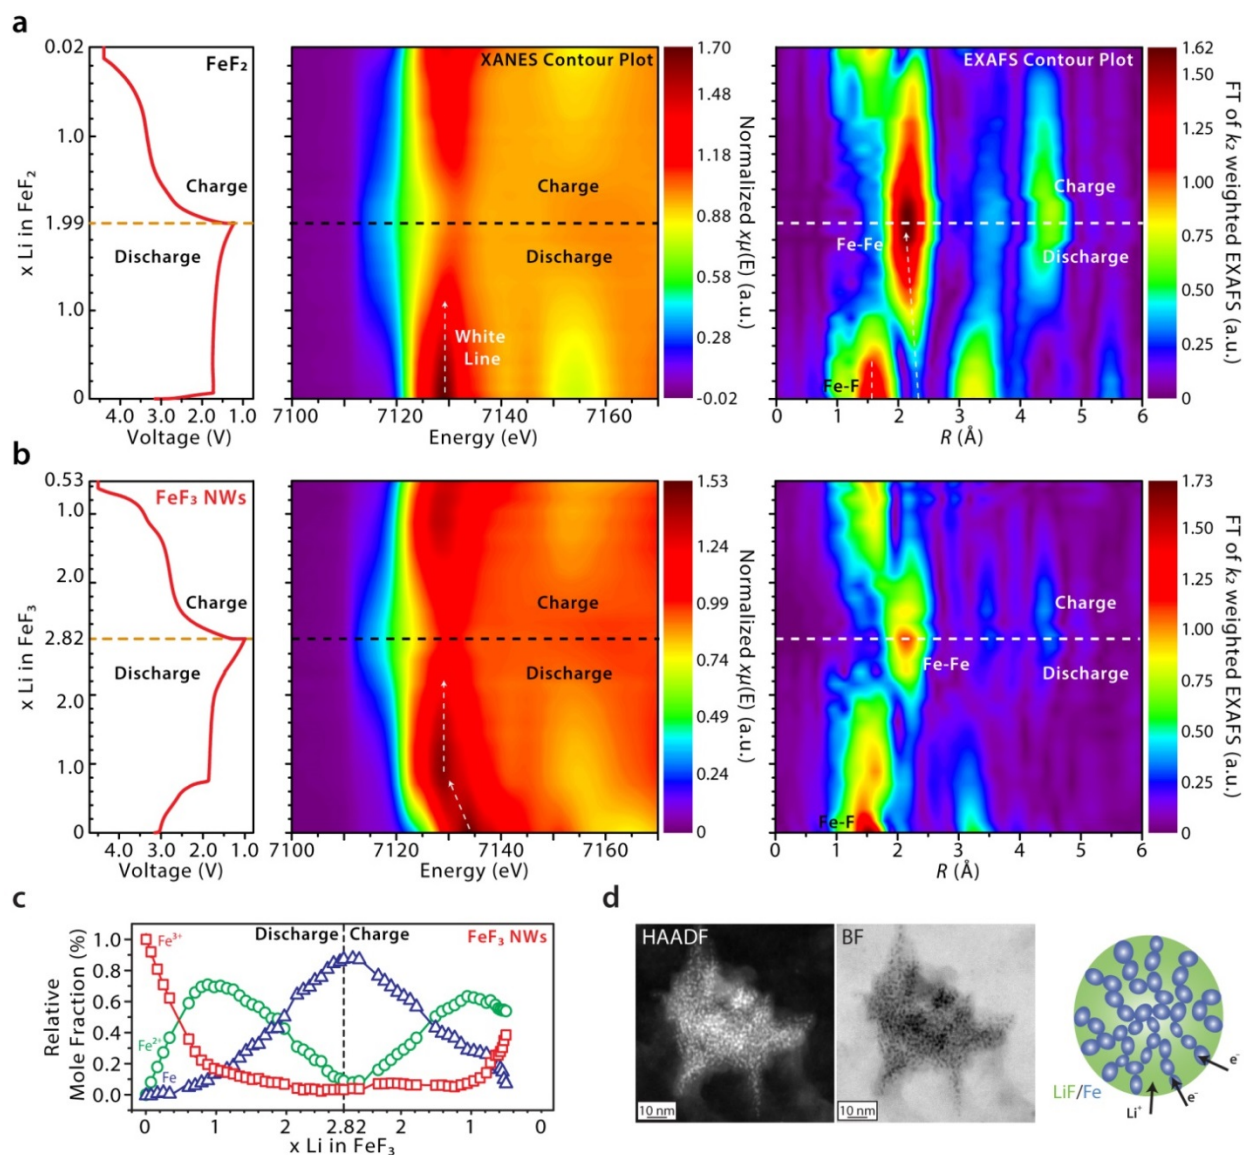 a
0.02
1.0
1.99
1.0
0
x Li in FeF₂
FeF₂
Charge
Discharge
4.0 3.0 2.0 1.0
Voltage (V)
XANES Contour Plot
Charge
Discharge
White
Line
7100 7120 7140 7160
Energy (eV)
1.70
1.48
1.18
0.88
0.58
0.28
-0.02
Normalized xμ(E) (a.u.)
EXAFS Contour Plot
Charge
Fe-Fe
Discharge
Fe-F
0 1 2 3 4 5 6
R (Å)
1.62
1.50
1.25
1.00
0.75
0.50
0.25
0
FT of k₂ weighted EXAFS (a.u.)
b
0.53
1.0
2.0
2.82
2.0
1.0
0
x Li in FeF₃
FeF₃ NWs
Charge
Discharge
4.0 3.0 2.0 1.0
Voltage (V)
Charge
Discharge
7100 7120 7140 7160
Energy (eV)
1.53
1.24
0.99
0.74
0.49
0.24
0
Normalized xμ(E) (a.u.)
Charge
Fe-Fe
Discharge
Fe-F
0 1 2 3 4 5 6
R (Å)
1.73
1.50
1.25
1.00
0.75
0.50
0.25
0
FT of k₂ weighted EXAFS (a.u.)
c
Relative
Mole Fraction (%)
1.0
0.8
0.6
0.4
0.2
0.0
Fe³⁺
Fe²⁺
Fe
Discharge Charge
FeF₃ NWs
0 1 2 2.82 2 1 0
x Li in FeF₃
d
HAADF
10 nm
BF
10 nm
LiF/Fe
Li⁺
e⁻
e⁻